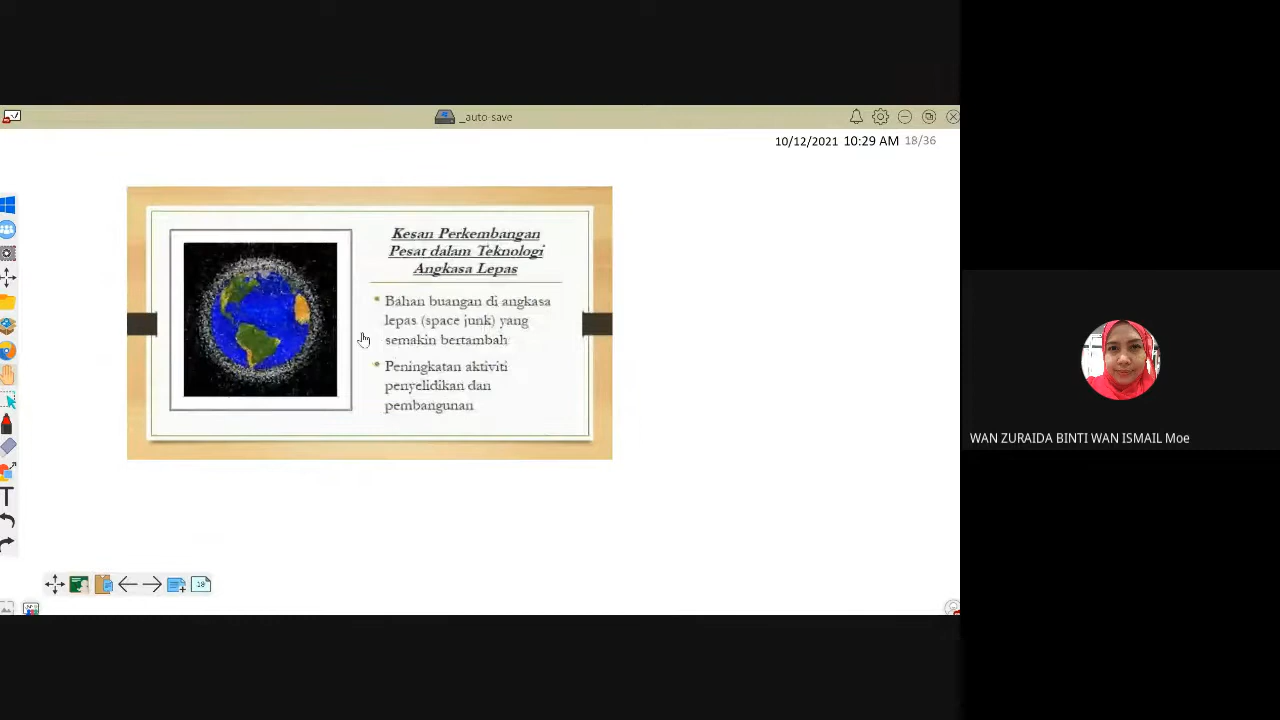 _auto save
10/12/2021 10:29 AM 18/36
Kesan Perkembangan
Pesat dalam Teknologi
Angkasa Lepas
• Bahan buangan di angkasa
lepas (space junk) yang
semakin bertambah
• Peningkatan aktiviti
penyelidikan dan
pembangunan
WAN ZURAIDA BINTI WAN ISMAIL Moe
T
18